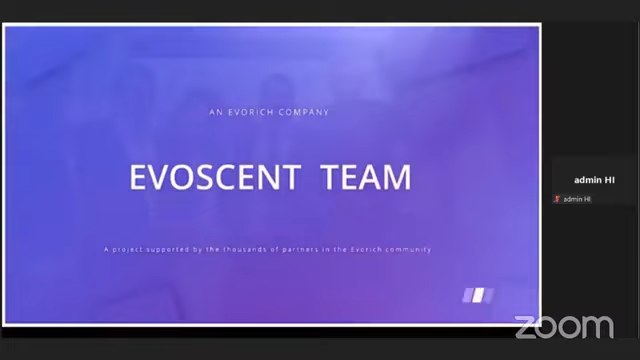 AN EVORICH COMPANY
EVOSCENT TEAM
A project supported by the thousands of partners in the Evorich community
admin HI
admin HI
zoom